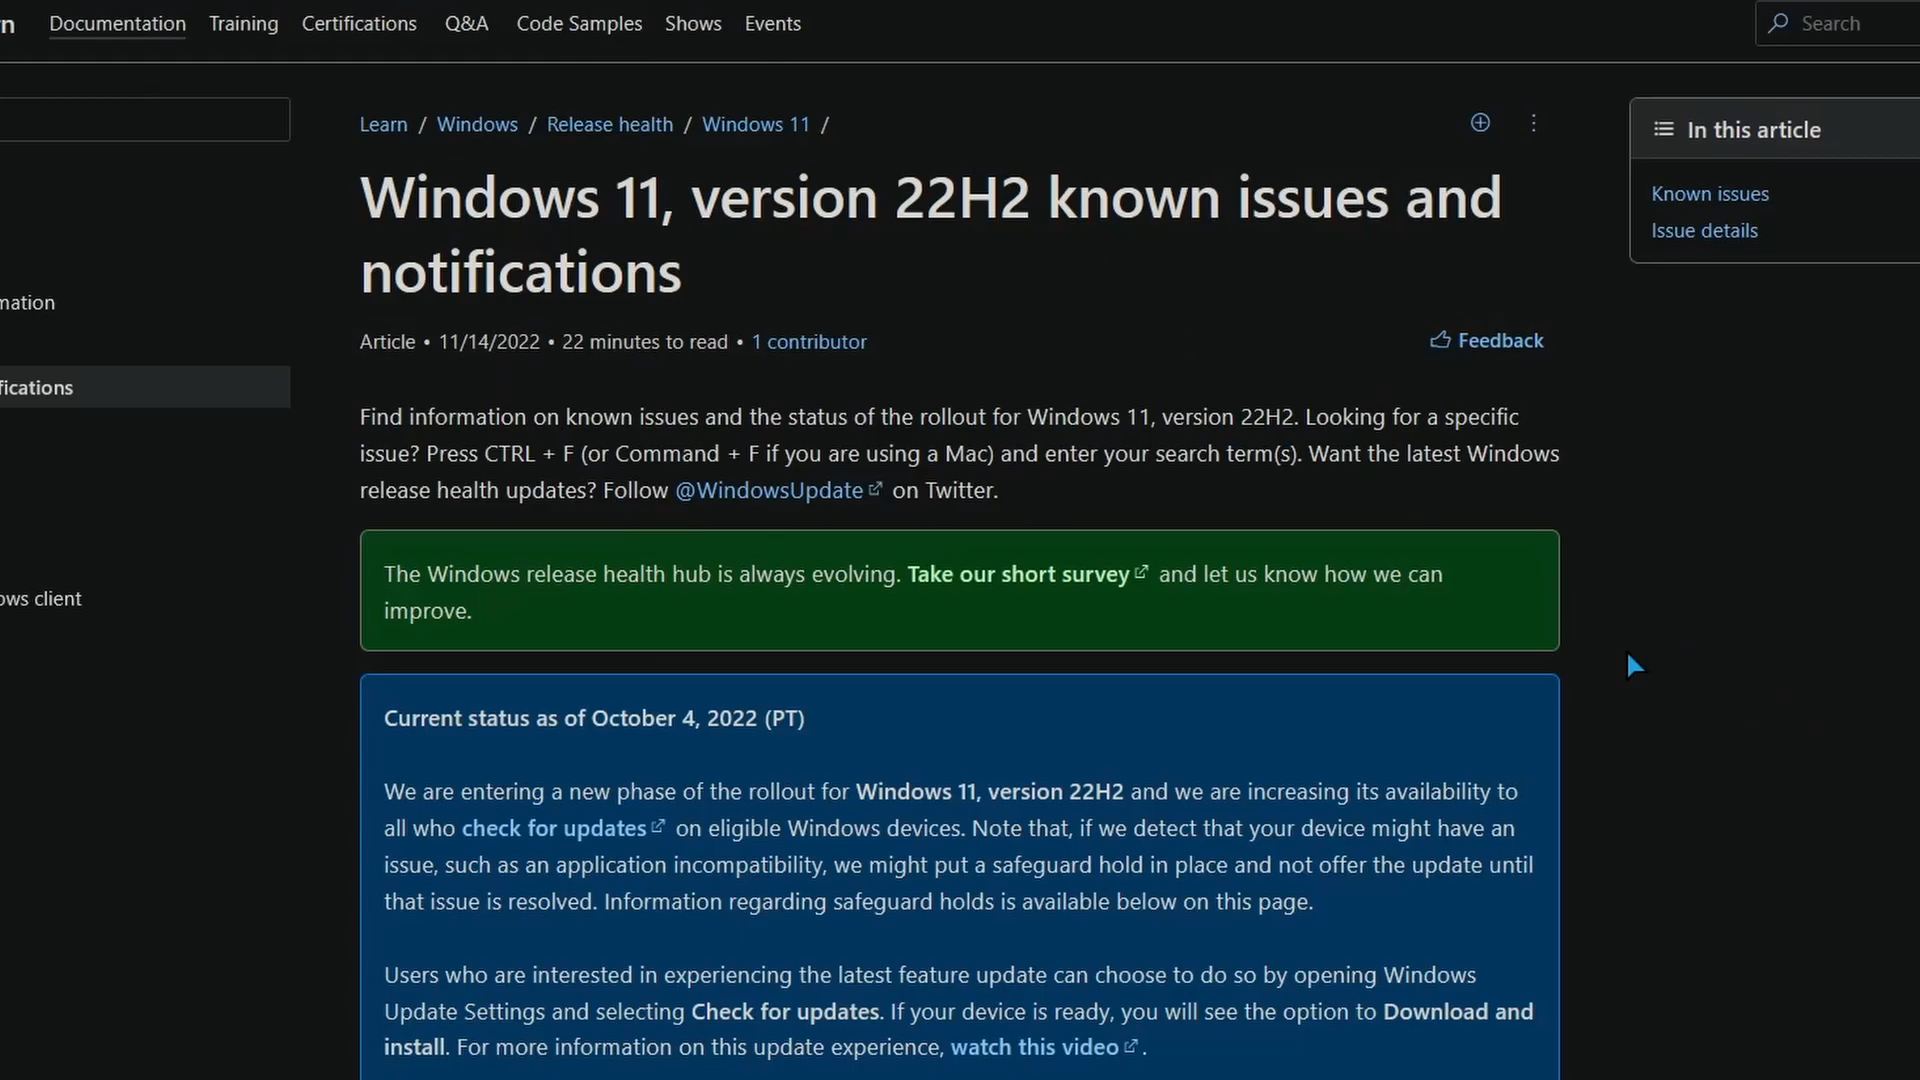 n Documentation Training Certifications Q&A Code Samples Shows Events Search
Learn / Windows / Release health / Windows 11 /
In this article
Known issues
Issue details
Windows 11, version 22H2 known issues and
notifications
mation
fications
ows client
Article • 11/14/2022 • 22 minutes to read • 1 contributor
Feedback
Find information on known issues and the status of the rollout for Windows 11, version 22H2. Looking for a specific
issue? Press CTRL + F (or Command + F if you are using a Mac) and enter your search term(s). Want the latest Windows
release health updates? Follow @WindowsUpdate on Twitter.
The Windows release health hub is always evolving. Take our short survey and let us know how we can
improve.
Current status as of October 4, 2022 (PT)
We are entering a new phase of the rollout for Windows 11, version 22H2 and we are increasing its availability to
all who check for updates on eligible Windows devices. Note that, if we detect that your device might have an
issue, such as an application incompatibility, we might put a safeguard hold in place and not offer the update until
that issue is resolved. Information regarding safeguard holds is available below on this page.
Users who are interested in experiencing the latest feature update can choose to do so by opening Windows
Update Settings and selecting Check for updates. If your device is ready, you will see the option to Download and
install. For more information on this update experience, watch this video .